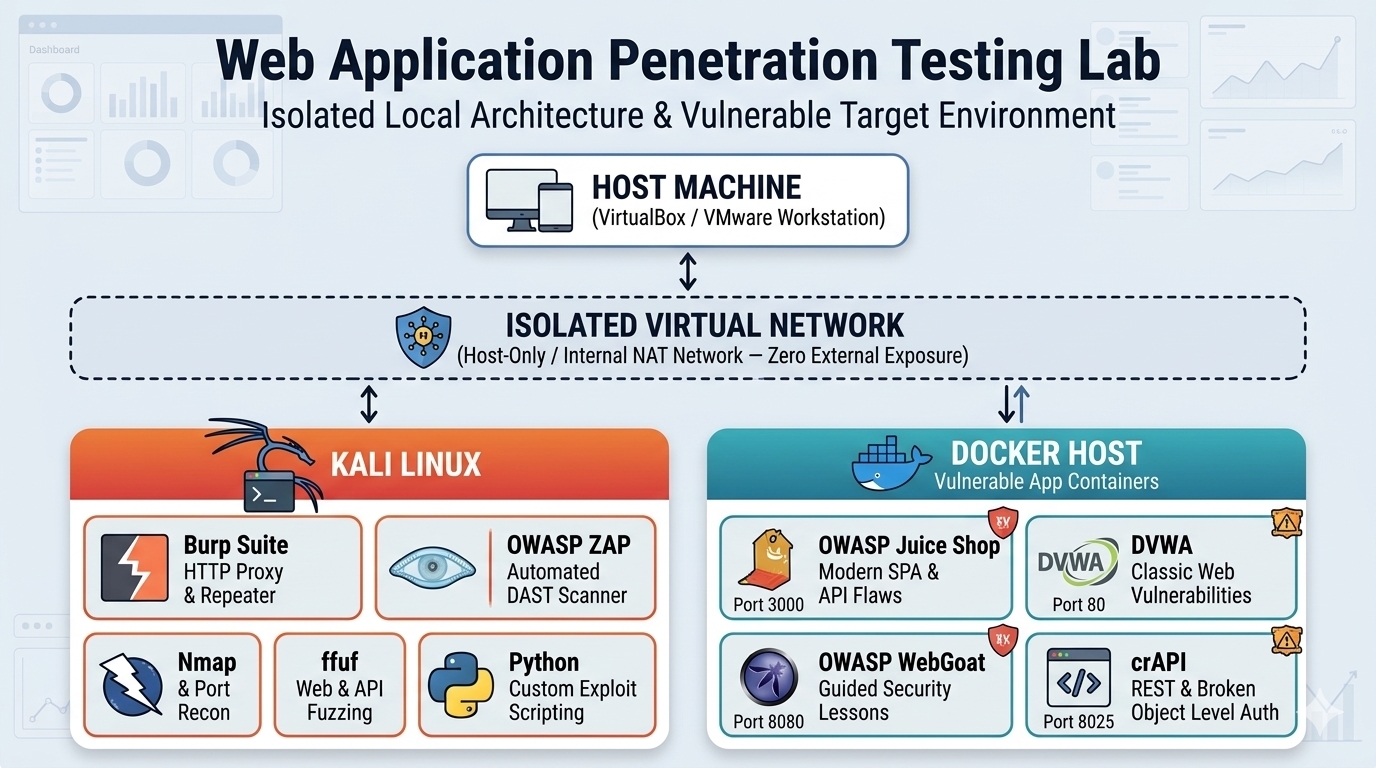 Dashboard
Web Application Penetration Testing Lab
Isolated Local Architecture & Vulnerable Target Environment
HOST MACHINE
(VirtualBox / VMware Workstation)
ISOLATED VIRTUAL NETWORK
(Host-Only / Internal NAT Network — Zero External Exposure)
KALI LINUX
>_
Burp Suite
HTTP Proxy
& Repeater
OWASP ZAP
Automated
DAST Scanner
Nmap
& Port
Recon
ffuf
Web & API
Fuzzing
Python
Custom Exploit
Scripting
DOCKER HOST
Vulnerable App Containers
OWASP Juice Shop
Modern SPA &
API Flaws
Port 3000
DVWA
DVWA
Classic Web
Vulnerabilities
Port 80
OWASP WebGoat
Guided Security
Lessons
Port 8080
</>
crAPI
REST & Broken
Object Level Auth
Port 8025